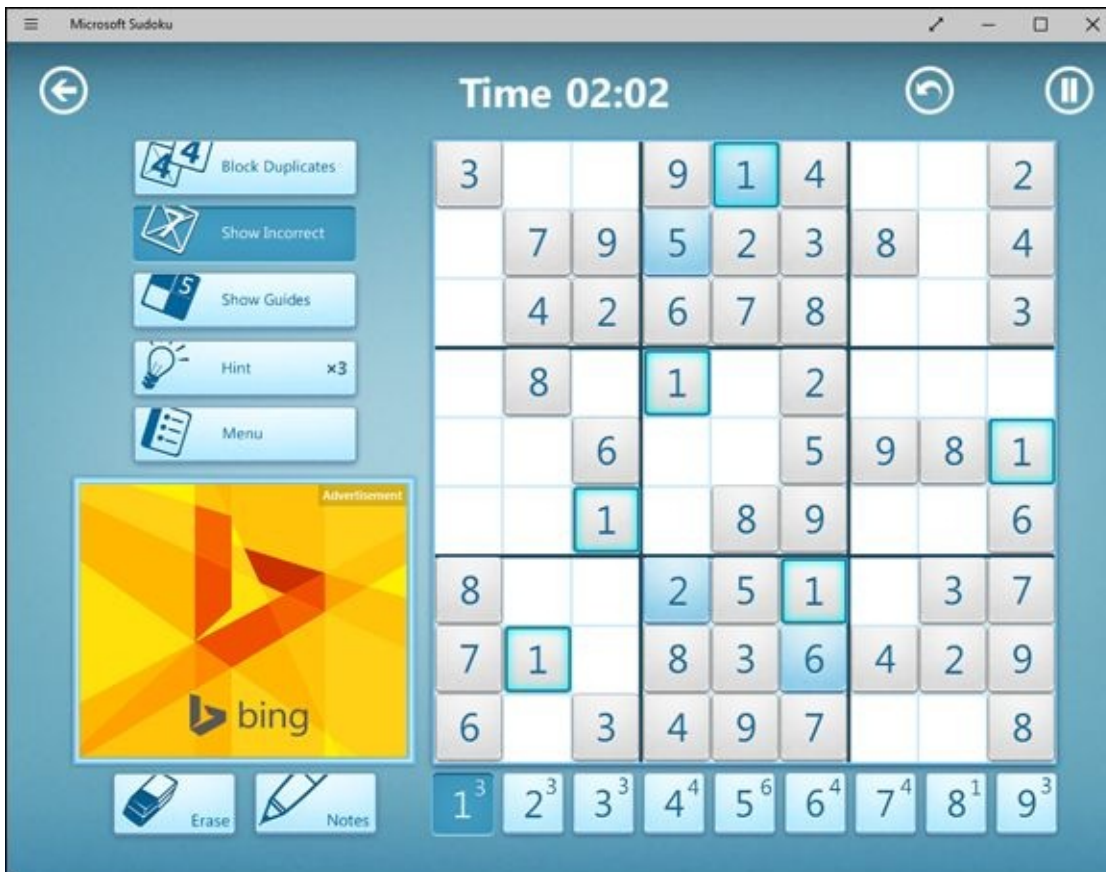 Microsoft Sudoku
Time 02:02
Block Duplicates
Show Incorrect
Show Guides
Hint ×3
Menu
Advertisement
bing
Erase
Notes
3 9 1 4 2
7 9 5 2 3 8 4
4 2 6 7 8 3
8 1 2
6 5 9 8 1
1 8 9 6
8 2 5 1 3 7
7 1 8 3 6 4 2 9
6 3 4 9 7 8
1³ 2³ 3³ 4⁴ 5⁶ 6⁴ 7⁴ 8¹ 9³